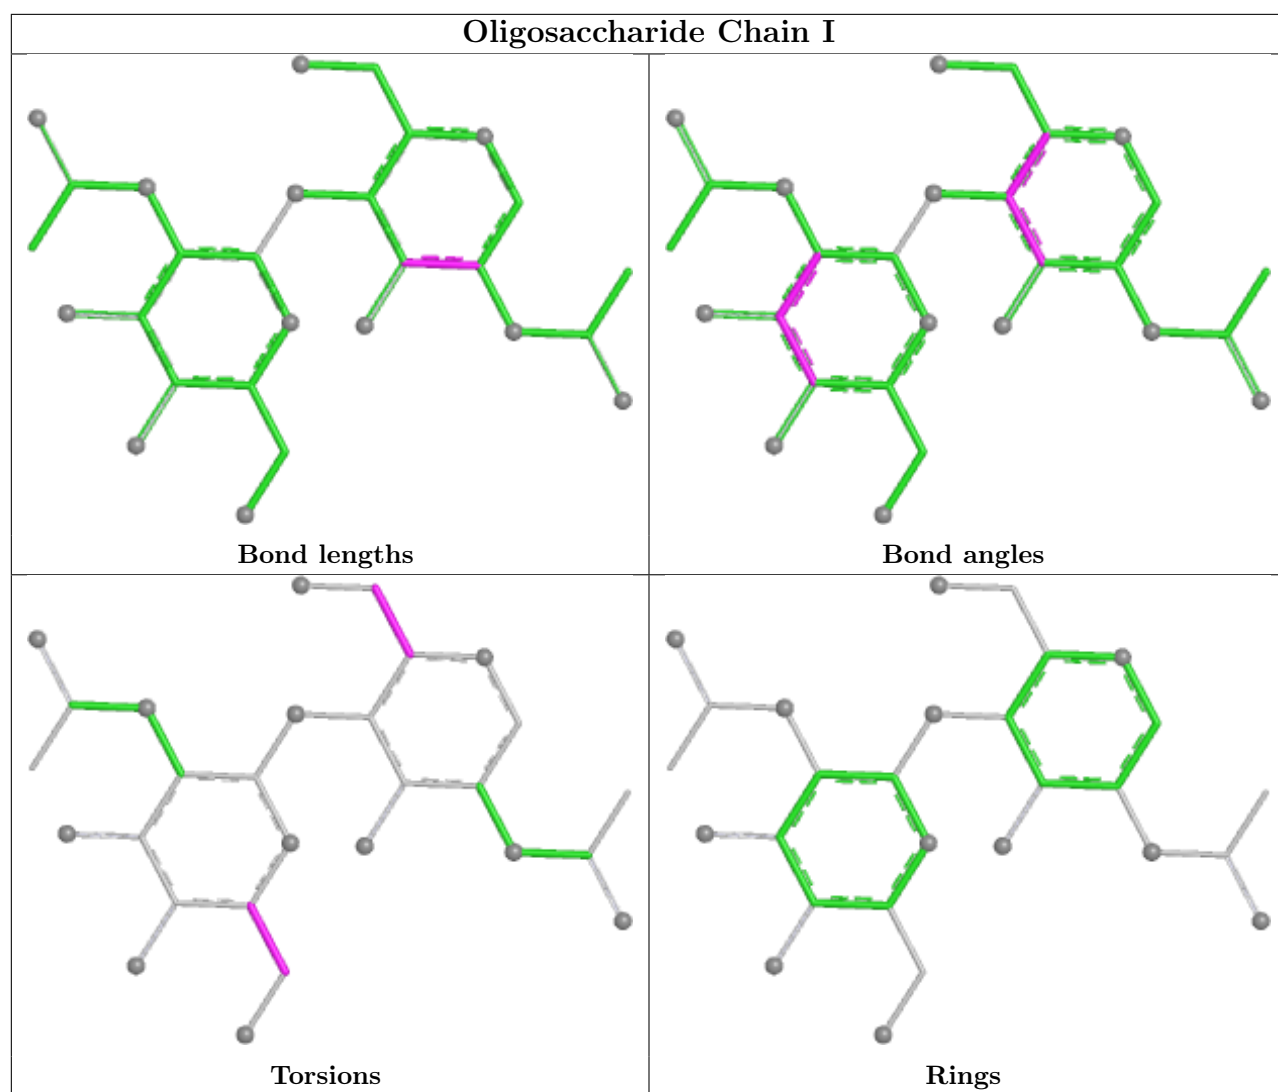 Oligosaccharide Chain I
Bond lengths
Bond angles
Torsions
Rings